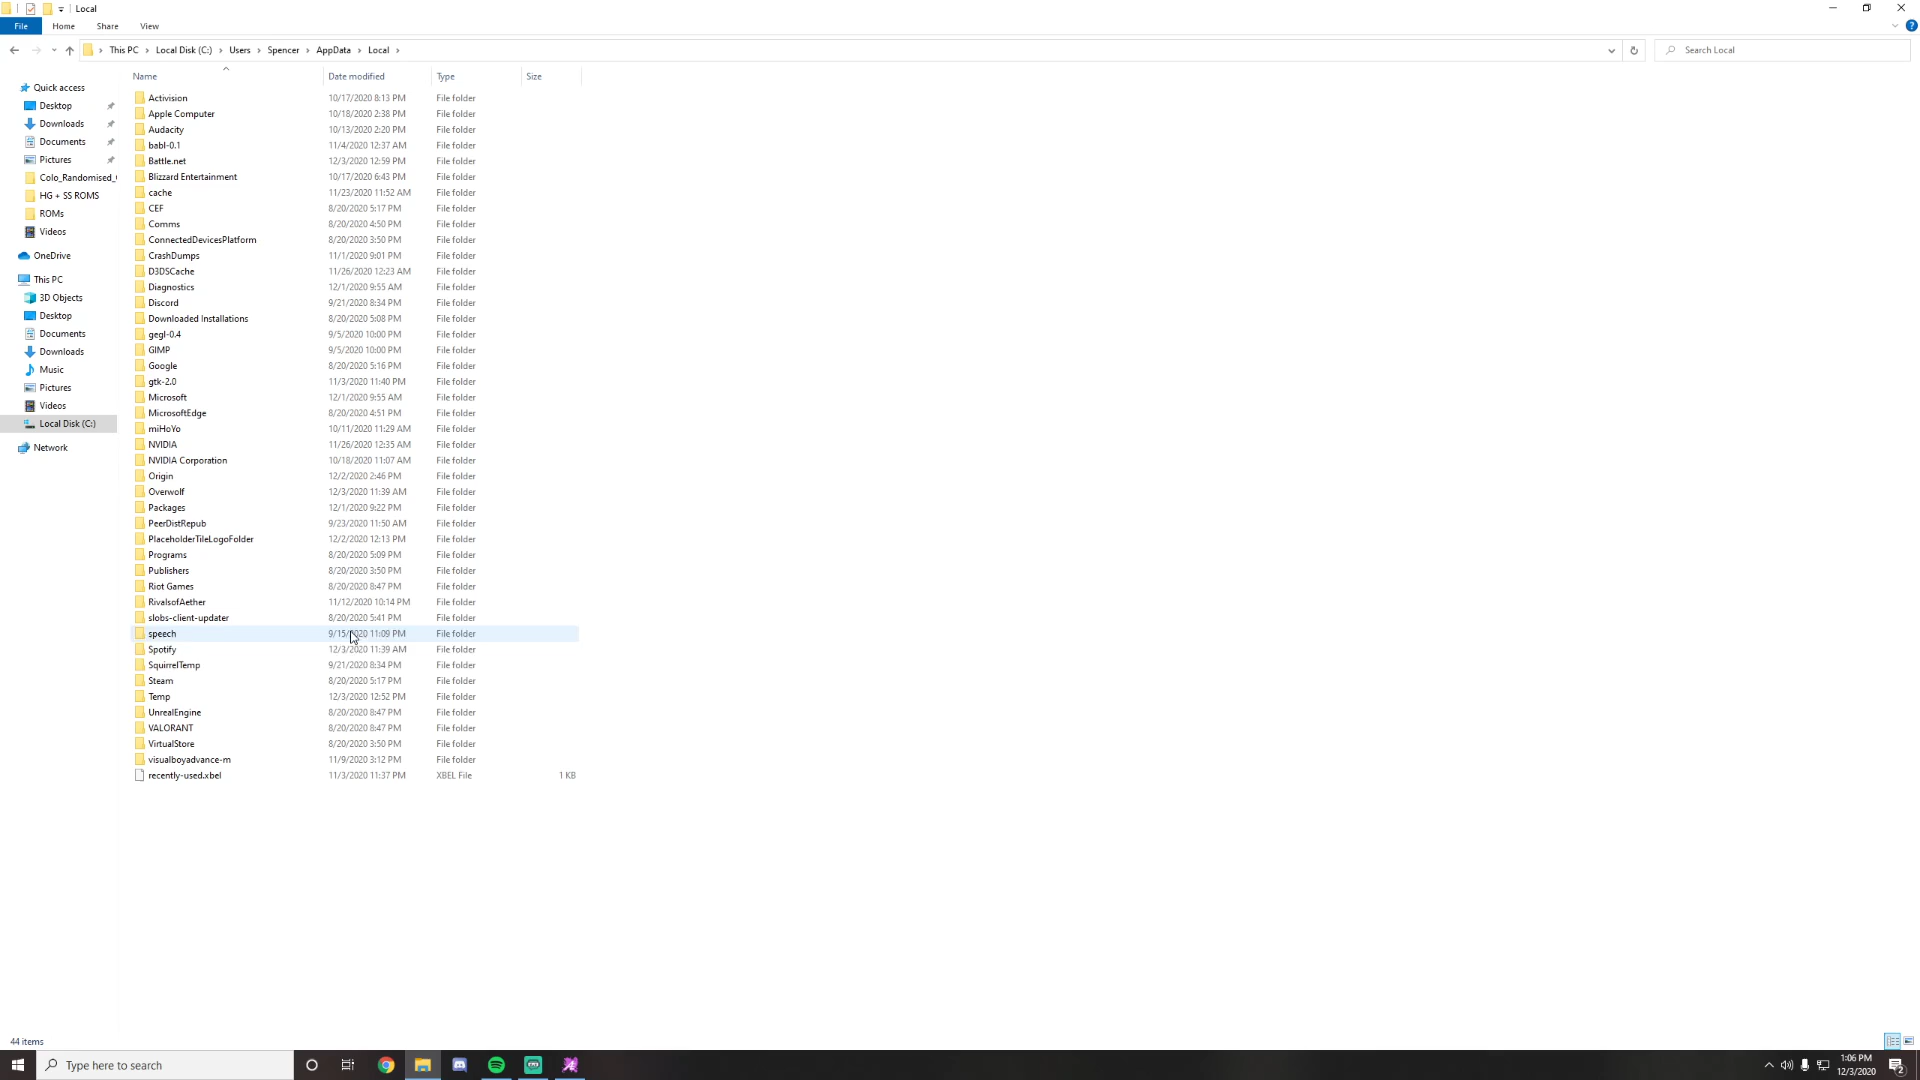 Local
File Home Share View
This PC Local Disk (C:) Users Spencer AppData Local Search Local
Name Date modified Type Size
Quick access
Desktop
Downloads
Documents
Pictures
Colo_Randomised_
HG + SS ROMS
ROMs
Videos
OneDrive
This PC
3D Objects
Desktop
Documents
Downloads
Music
Pictures
Videos
Local Disk (C:)
Network
Activision 10/17/2020 8:13 PM File folder
Apple Computer 10/18/2020 2:38 PM File folder
Audacity 10/13/2020 2:20 PM File folder
babl-0.1 11/4/2020 12:37 AM File folder
Battle.net 12/3/2020 12:59 PM File folder
Blizzard Entertainment 10/17/2020 6:43 PM File folder
cache 11/23/2020 11:52 AM File folder
CEF 8/20/2020 5:17 PM File folder
Comms 8/20/2020 4:50 PM File folder
ConnectedDevicesPlatform 8/20/2020 3:50 PM File folder
CrashDumps 11/1/2020 9:01 PM File folder
D3DSCache 11/26/2020 12:23 AM File folder
Diagnostics 12/1/2020 9:55 AM File folder
Discord 9/21/2020 8:34 PM File folder
Downloaded Installations 8/20/2020 5:08 PM File folder
gegl-0.4 9/5/2020 10:00 PM File folder
GIMP 9/5/2020 10:00 PM File folder
Google 8/20/2020 5:16 PM File folder
gtk-2.0 11/3/2020 11:40 PM File folder
Microsoft 12/1/2020 9:55 AM File folder
MicrosoftEdge 8/20/2020 4:51 PM File folder
miHoYo 10/11/2020 11:29 AM File folder
NVIDIA 11/26/2020 12:35 AM File folder
NVIDIA Corporation 10/18/2020 11:07 AM File folder
Origin 12/2/2020 2:46 PM File folder
Overwolf 12/3/2020 11:39 AM File folder
Packages 12/1/2020 9:22 PM File folder
PeerDistRepub 9/23/2020 11:50 AM File folder
PlaceholderTileLogoFolder 12/2/2020 12:13 PM File folder
Programs 8/20/2020 5:09 PM File folder
Publishers 8/20/2020 3:50 PM File folder
Riot Games 8/20/2020 8:47 PM File folder
RivalsofAether 11/12/2020 10:14 PM File folder
slobs-client-updater 8/20/2020 5:41 PM File folder
speech 9/15/2020 11:09 PM File folder
Spotify 12/3/2020 11:39 AM File folder
SquirrelTemp 9/21/2020 8:34 PM File folder
Steam 8/20/2020 5:17 PM File folder
Temp 12/3/2020 12:52 PM File folder
UnrealEngine 8/20/2020 8:47 PM File folder
VALORANT 8/20/2020 8:47 PM File folder
VirtualStore 8/20/2020 3:50 PM File folder
visualboyadvance-m 11/9/2020 3:12 PM File folder
recently-used.xbel 11/3/2020 11:37 PM XBEL File 1 KB
44 items
Type here to search
1:06 PM
12/3/2020
2